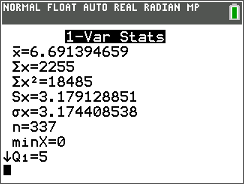 NORMAL FLOAT AUTO REAL RADIAN MP
1-Var Stats
x̄=6.691394659
Σx=2255
Σx²=18485
Sx=3.179128851
σx=3.174408538
n=337
minX=0
↓Q₁=5